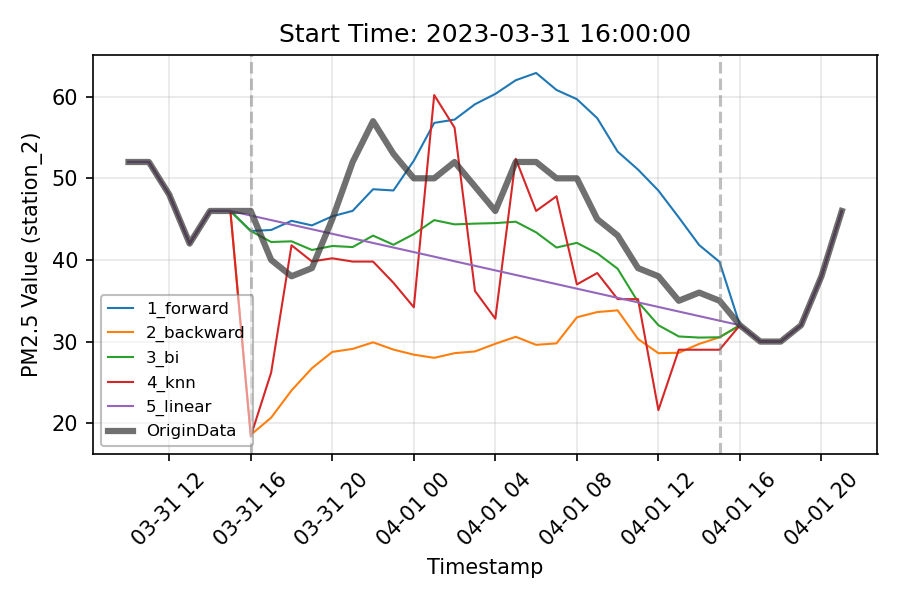 Start Time: 2023-03-31 16:00:00
PM2.5 Value (station_2)
60
50
40
30
20
1_forward
2_backward
3_bi
4_knn
5_linear
OriginData
03-31 12
03-31 16
03-31 20
04-01 00
04-01 04
04-01 08
04-01 12
04-01 16
04-01 20
Timestamp